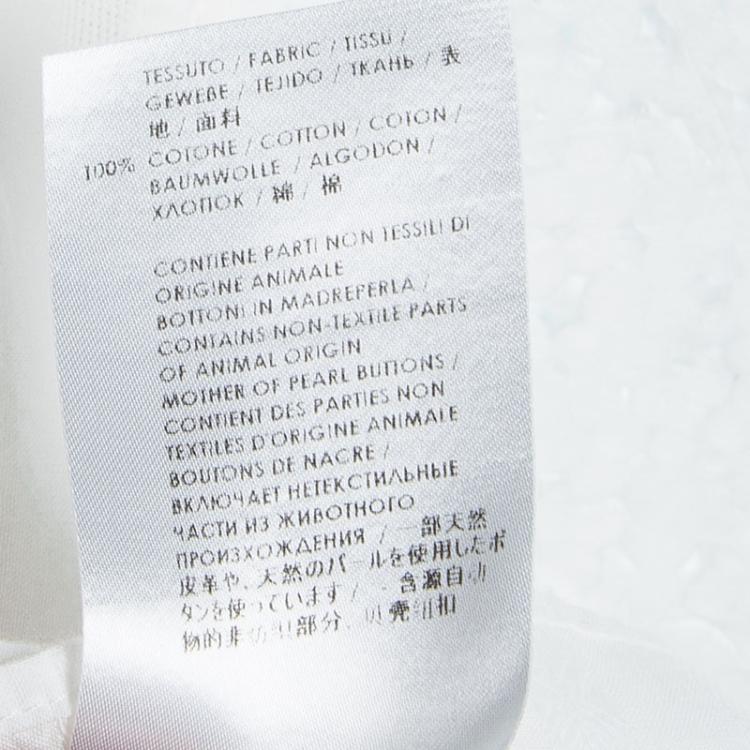 TESSUTO / FABRIC / TISSU /
GEWEBE / TEJIDO / ТКАНЬ / 表
地 / 面料
100% COTONE / COTTON / COTON /
BAUMWOLLE / ALGODON /
ХЛОПОК / 綿 / 棉
CONTIENE PARTI NON TESSILI DI
ORIGINE ANIMALE
BOTTONI IN MADREPERLA /
CONTAINS NON-TEXTILE PARTS
OF ANIMAL ORIGIN
MOTHER OF PEARL BUTTONS /
CONTIENT DES PARTIES NON
TEXTILES D'ORIGINE ANIMALE
BOUTONS DE NACRE /
ВКЛЮЧАЕТ НЕТЕКСТИЛЬНЫЕ
ЧАСТИ ИЗ ЖИВОТНОГО
ПРОИЗХОЖДЕНИЯ / 一部天然
皮革や、天然のパールを使用したボ
タンを使っています / 含源自动
物的非纺织部分、贝壳纽扣